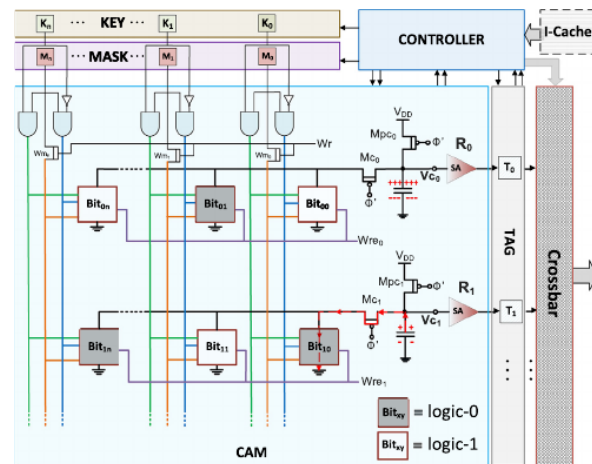 Kn ··· KEY ··· K1 K0
CONTROLLER
I-Cache
Mn ··· MASK ··· M1 M0
VDD
Mpc0
Φ'
Wr
Wmn
Wm1
Wm0
Mc0
Φ'
Vc0
SA
R0
T0
Bit0n
Bit01
Bit00
Wre0
TAG
Crossbar
VDD
Mpc1
Φ'
Mc1
Φ'
Vc1
SA
R1
T1
Bit1n
Bit11
Bit10
Wre1
Bitxy = logic-0
Bitxy = logic-1
CAM